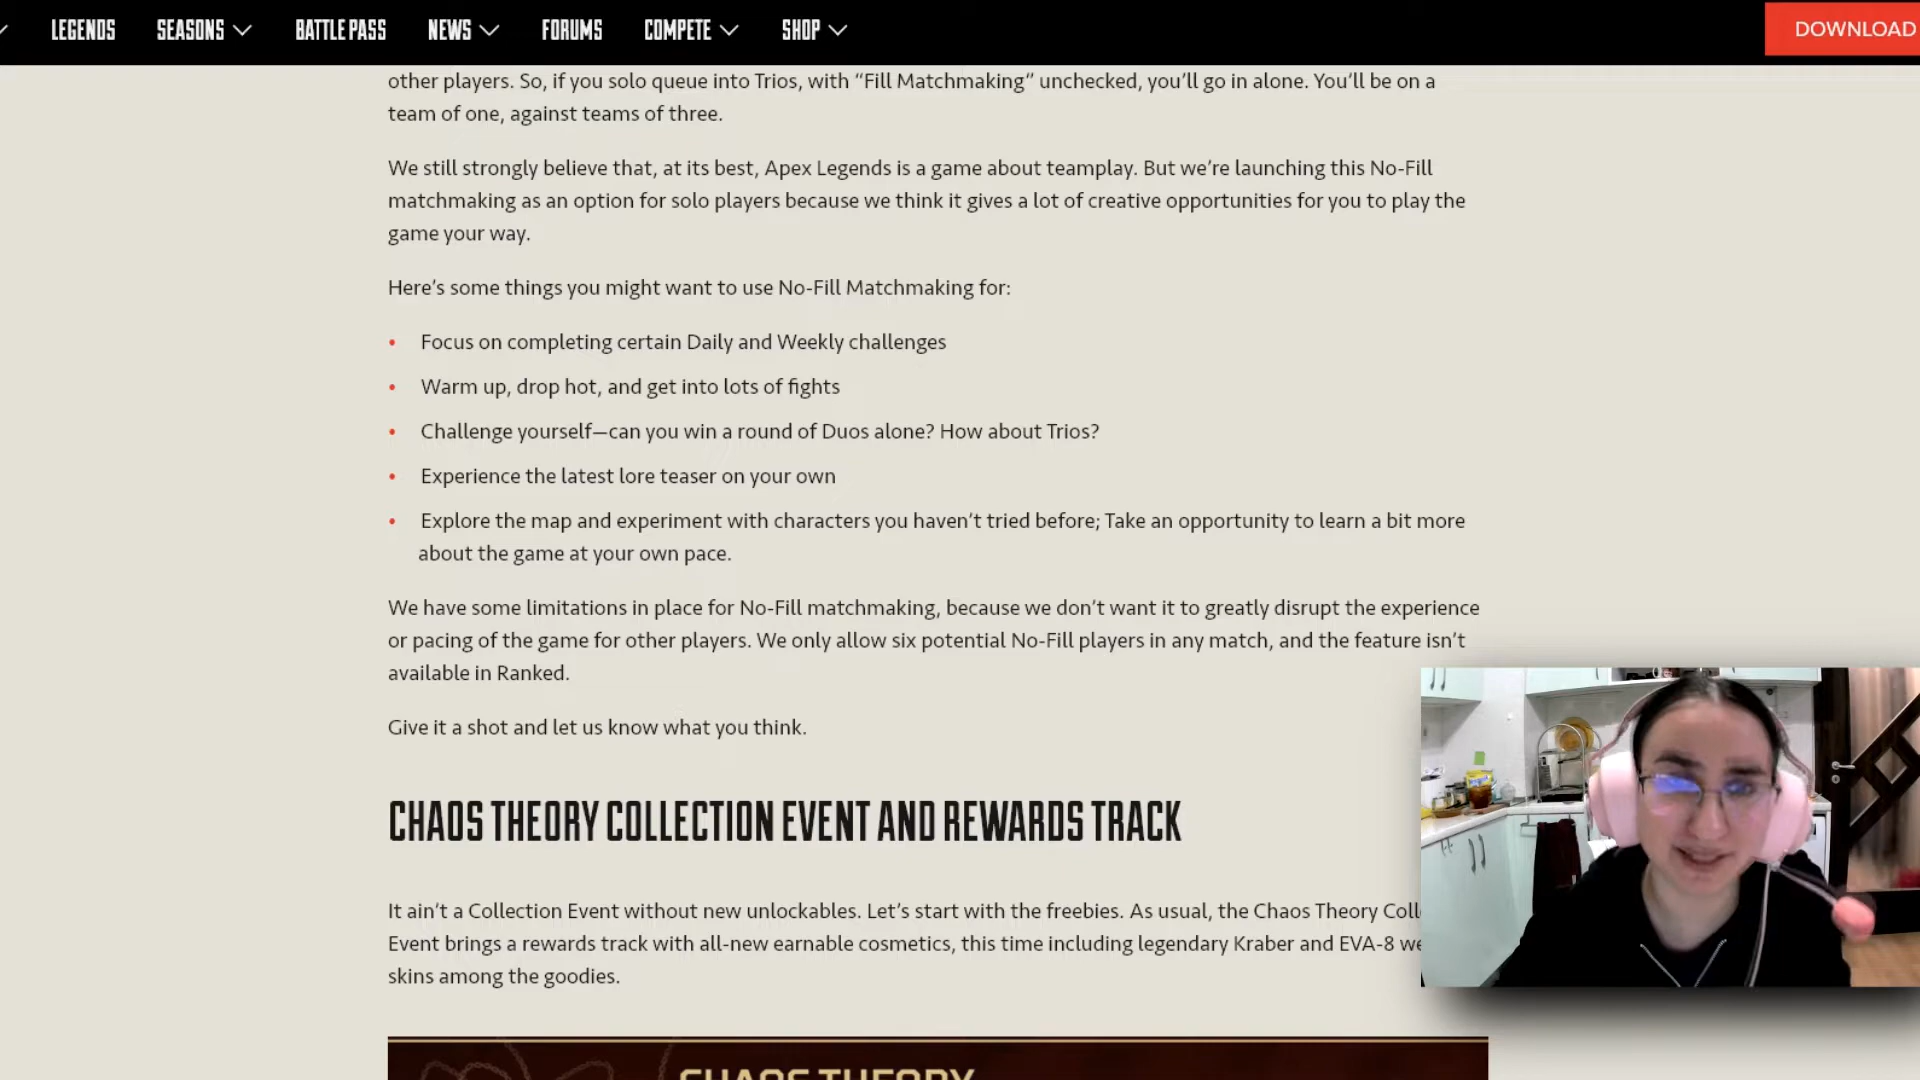 LEGENDS SEASONS BATTLE PASS NEWS FORUMS COMPETE SHOP DOWNLOAD
other players. So, if you solo queue into Trios, with “Fill Matchmaking” unchecked, you’ll go in alone. You’ll be on a
team of one, against teams of three.
We still strongly believe that, at its best, Apex Legends is a game about teamplay. But we’re launching this No-Fill
matchmaking as an option for solo players because we think it gives a lot of creative opportunities for you to play the
game your way.
Here’s some things you might want to use No-Fill Matchmaking for:
• Focus on completing certain Daily and Weekly challenges
• Warm up, drop hot, and get into lots of fights
• Challenge yourself—can you win a round of Duos alone? How about Trios?
• Experience the latest lore teaser on your own
• Explore the map and experiment with characters you haven’t tried before; Take an opportunity to learn a bit more
about the game at your own pace.
We have some limitations in place for No-Fill matchmaking, because we don’t want it to greatly disrupt the experience
or pacing of the game for other players. We only allow six potential No-Fill players in any match, and the feature isn’t
available in Ranked.
Give it a shot and let us know what you think.
CHAOS THEORY COLLECTION EVENT AND REWARDS TRACK
It ain’t a Collection Event without new unlockables. Let’s start with the freebies. As usual, the Chaos Theory Coll
Event brings a rewards track with all-new earnable cosmetics, this time including legendary Kraber and EVA-8 we
skins among the goodies.
CHAOS THEORY